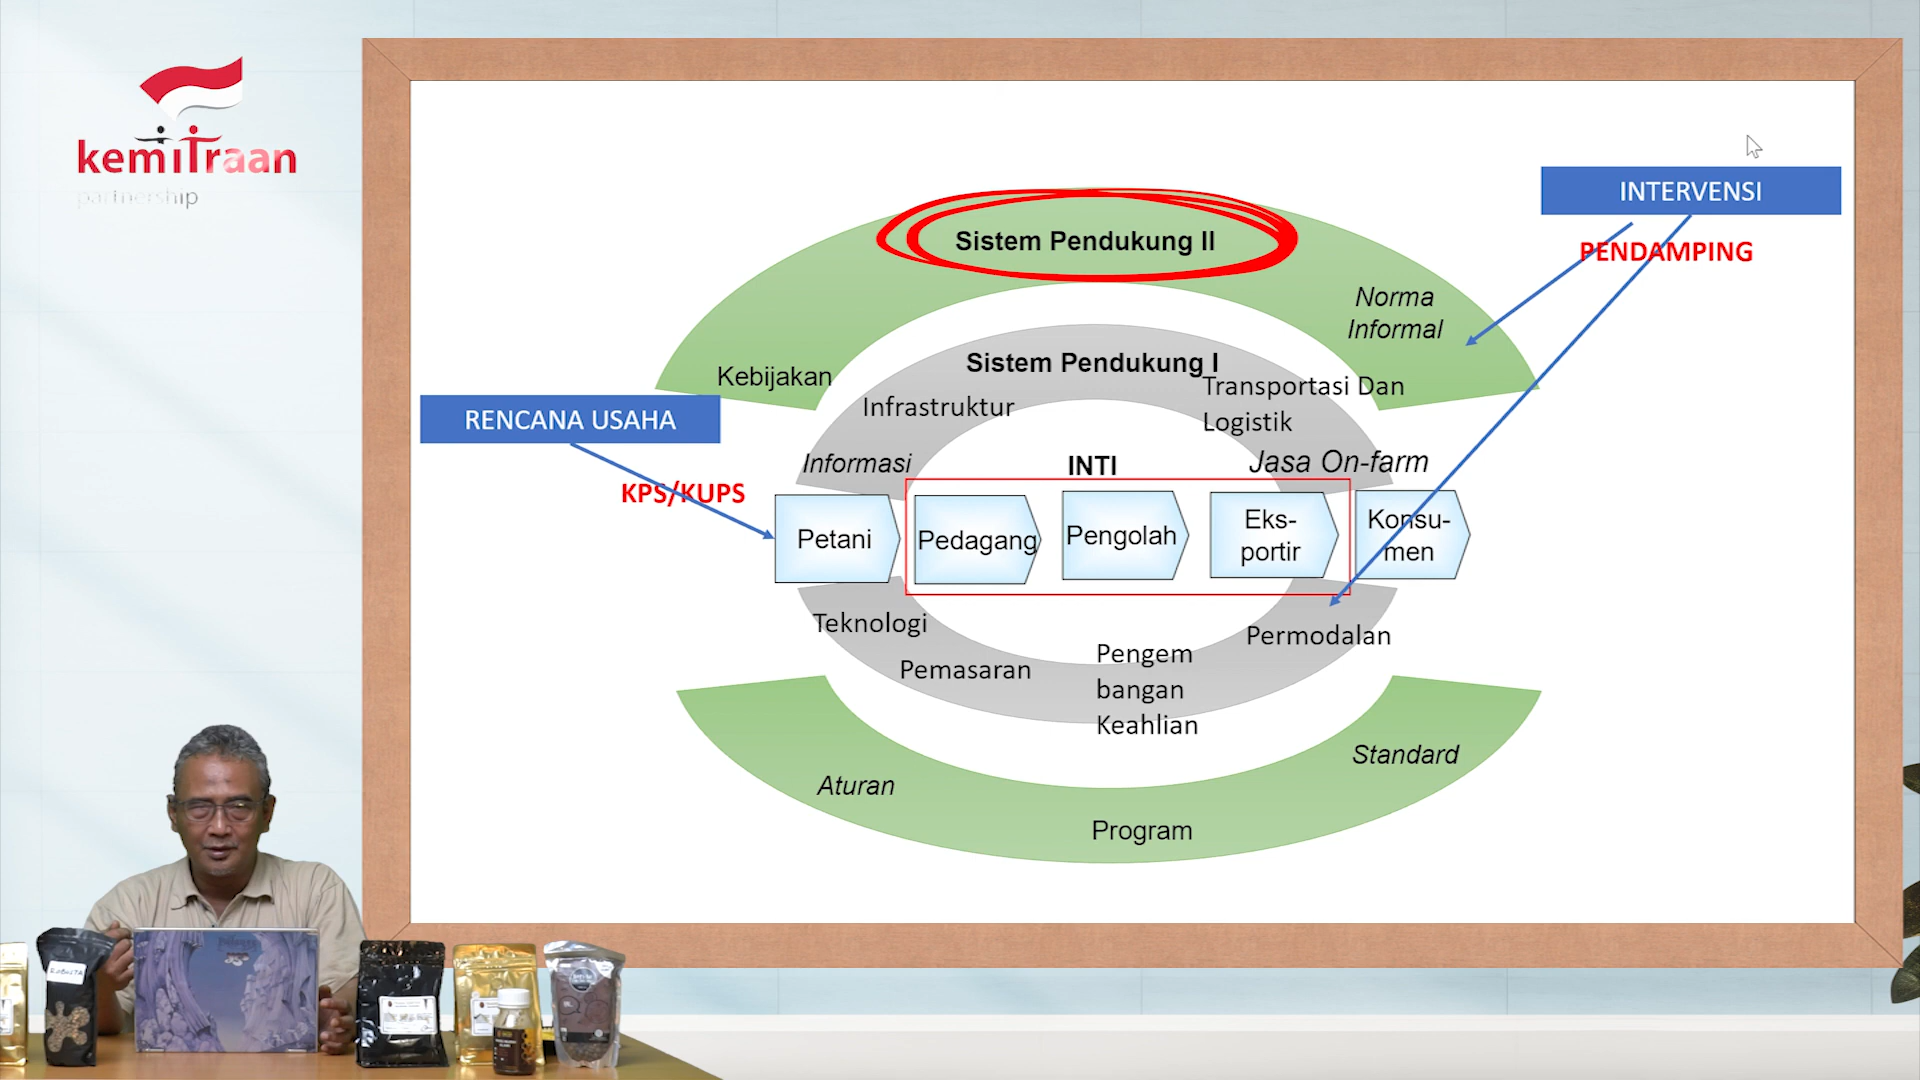 kemitraan
partnership
INTERVENSI
PENDAMPING
Sistem Pendukung II
Norma
Informal
Kebijakan
Sistem Pendukung I
Infrastruktur
Transportasi Dan
Logistik
RENCANA USAHA
KPS/KUPS
Informasi
INTI
Jasa On-farm
Petani
Pedagang
Pengolah
Eks-
portir
Konsu-
men
Teknologi
Pemasaran
Pengem
bangan
Keahlian
Permodalan
Aturan
Program
Standard
ROBUSTA